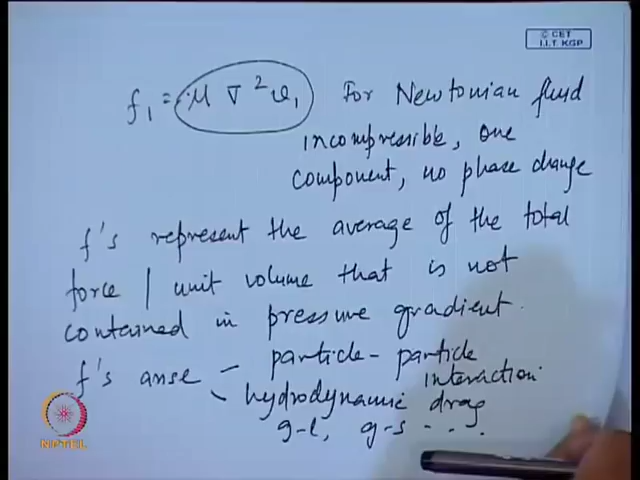 © CET
I.I.T. KGP
f₁ = μ ∇²v₁ For Newtonian fluid
incompressible, one
component, no phase change
f's represent the average of the total
force / unit volume that is not
contained in pressure gradient.
f's arise - particle - particle
interaction
- hydrodynamic drag
g-l, g-s - . . .
NPTEL